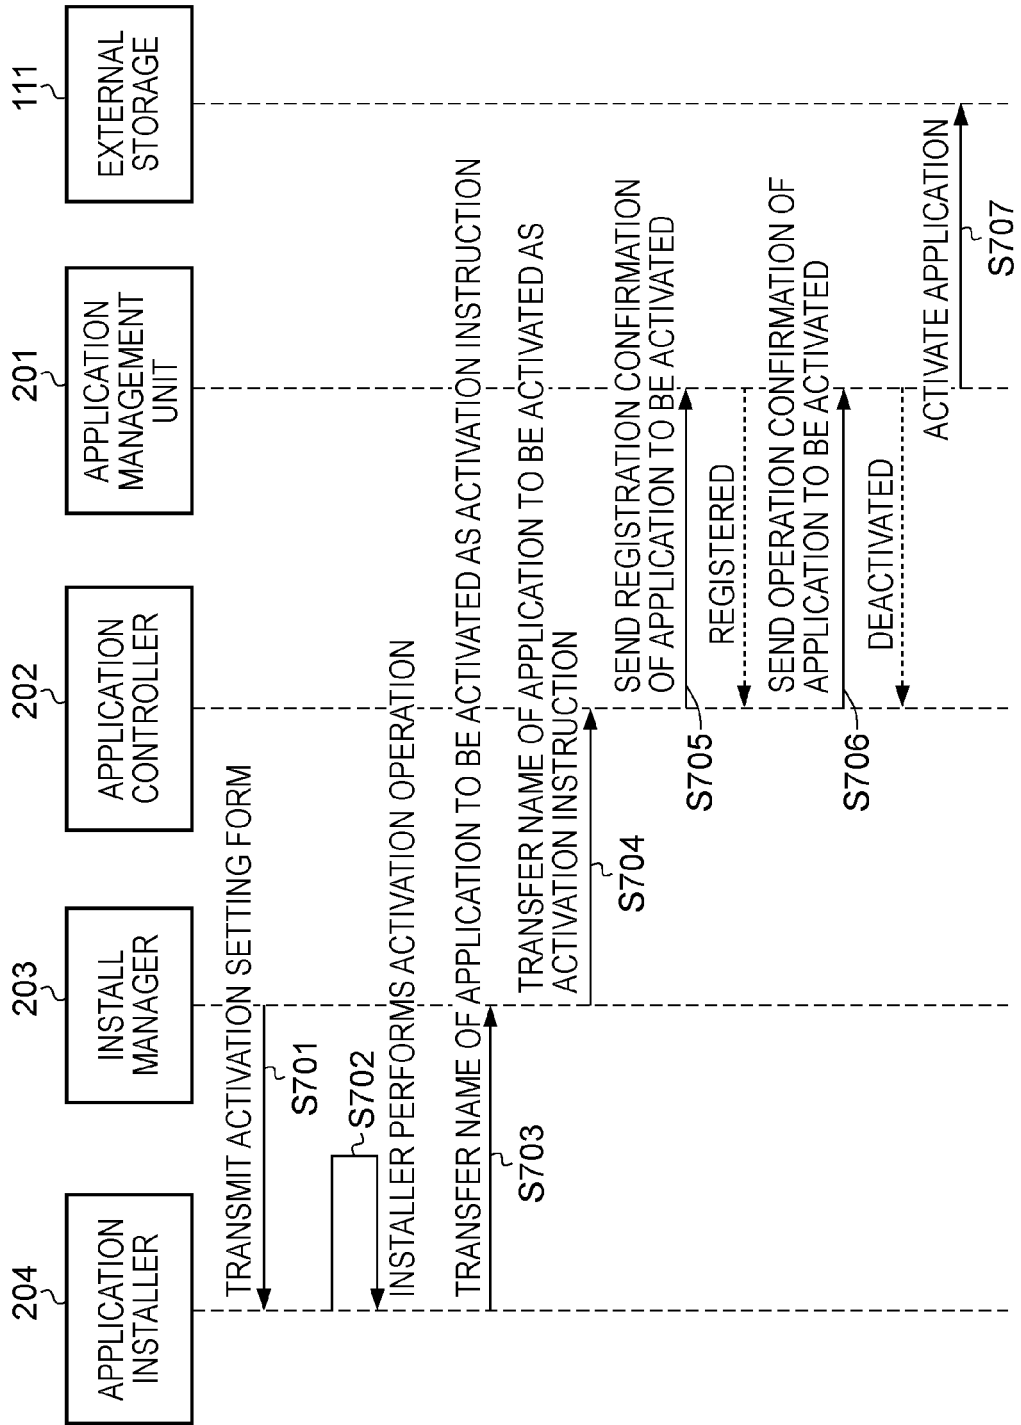 204
203
202
201
111
APPLICATION
INSTALLER
INSTALL
MANAGER
APPLICATION
CONTROLLER
APPLICATION
MANAGEMENT
UNIT
EXTERNAL
STORAGE
TRANSMIT ACTIVATION SETTING FORM
S701
S702
INSTALLER PERFORMS ACTIVATION OPERATION
TRANSFER NAME OF APPLICATION TO BE ACTIVATED AS ACTIVATION INSTRUCTION
S703
TRANSFER NAME OF APPLICATION TO BE ACTIVATED AS
ACTIVATION INSTRUCTION
S704
SEND REGISTRATION CONFIRMATION
OF APPLICATION TO BE ACTIVATED
S705
REGISTERED
SEND OPERATION CONFIRMATION OF
APPLICATION TO BE ACTIVATED
S706
DEACTIVATED
ACTIVATE APPLICATION
S707